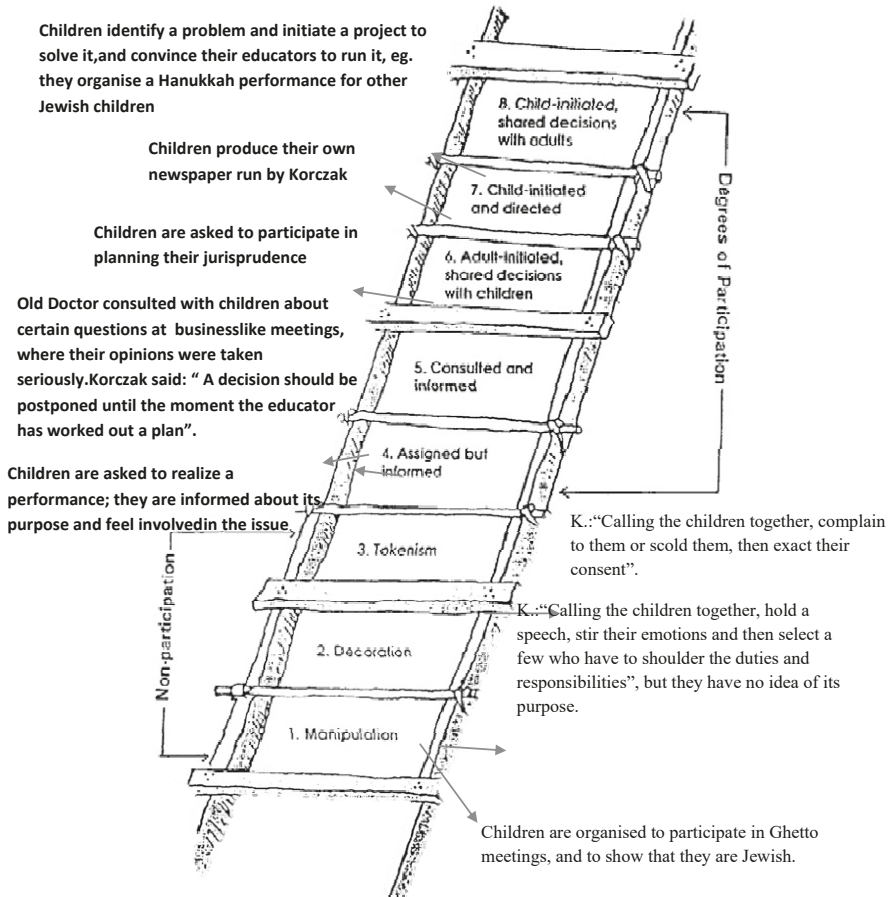 Children identify a problem and initiate a project to
solve it,and convince their educators to run it, eg.
they organise a Hanukkah performance for other
Jewish children
Children produce their own
newspaper run by Korczak
Children are asked to participate in
planning their jurisprudence
Old Doctor consulted with children about
certain questions at businesslike meetings,
where their opinions were taken
seriously.Korczak said: “ A decision should be
postponed until the moment the educator
has worked out a plan”.
Children are asked to realize a
performance; they are informed about its
purpose and feel involvedin the issue
8. Child-initiated,
shared decisions
with adults
7. Child-initiated
and directed
6. Adult-initiated,
shared decisions
with children
5. Consulted and
informed
4. Assigned but
informed
3. Tokenism
2. Decoration
1. Manipulation
Degrees of Participation
Non-participation
K.:“Calling the children together, complain
to them or scold them, then exact their
consent”.
K.:“Calling the children together, hold a
speech, stir their emotions and then select a
few who have to shoulder the duties and
responsibilities”, but they have no idea of its
purpose.
Children are organised to participate in Ghetto
meetings, and to show that they are Jewish.